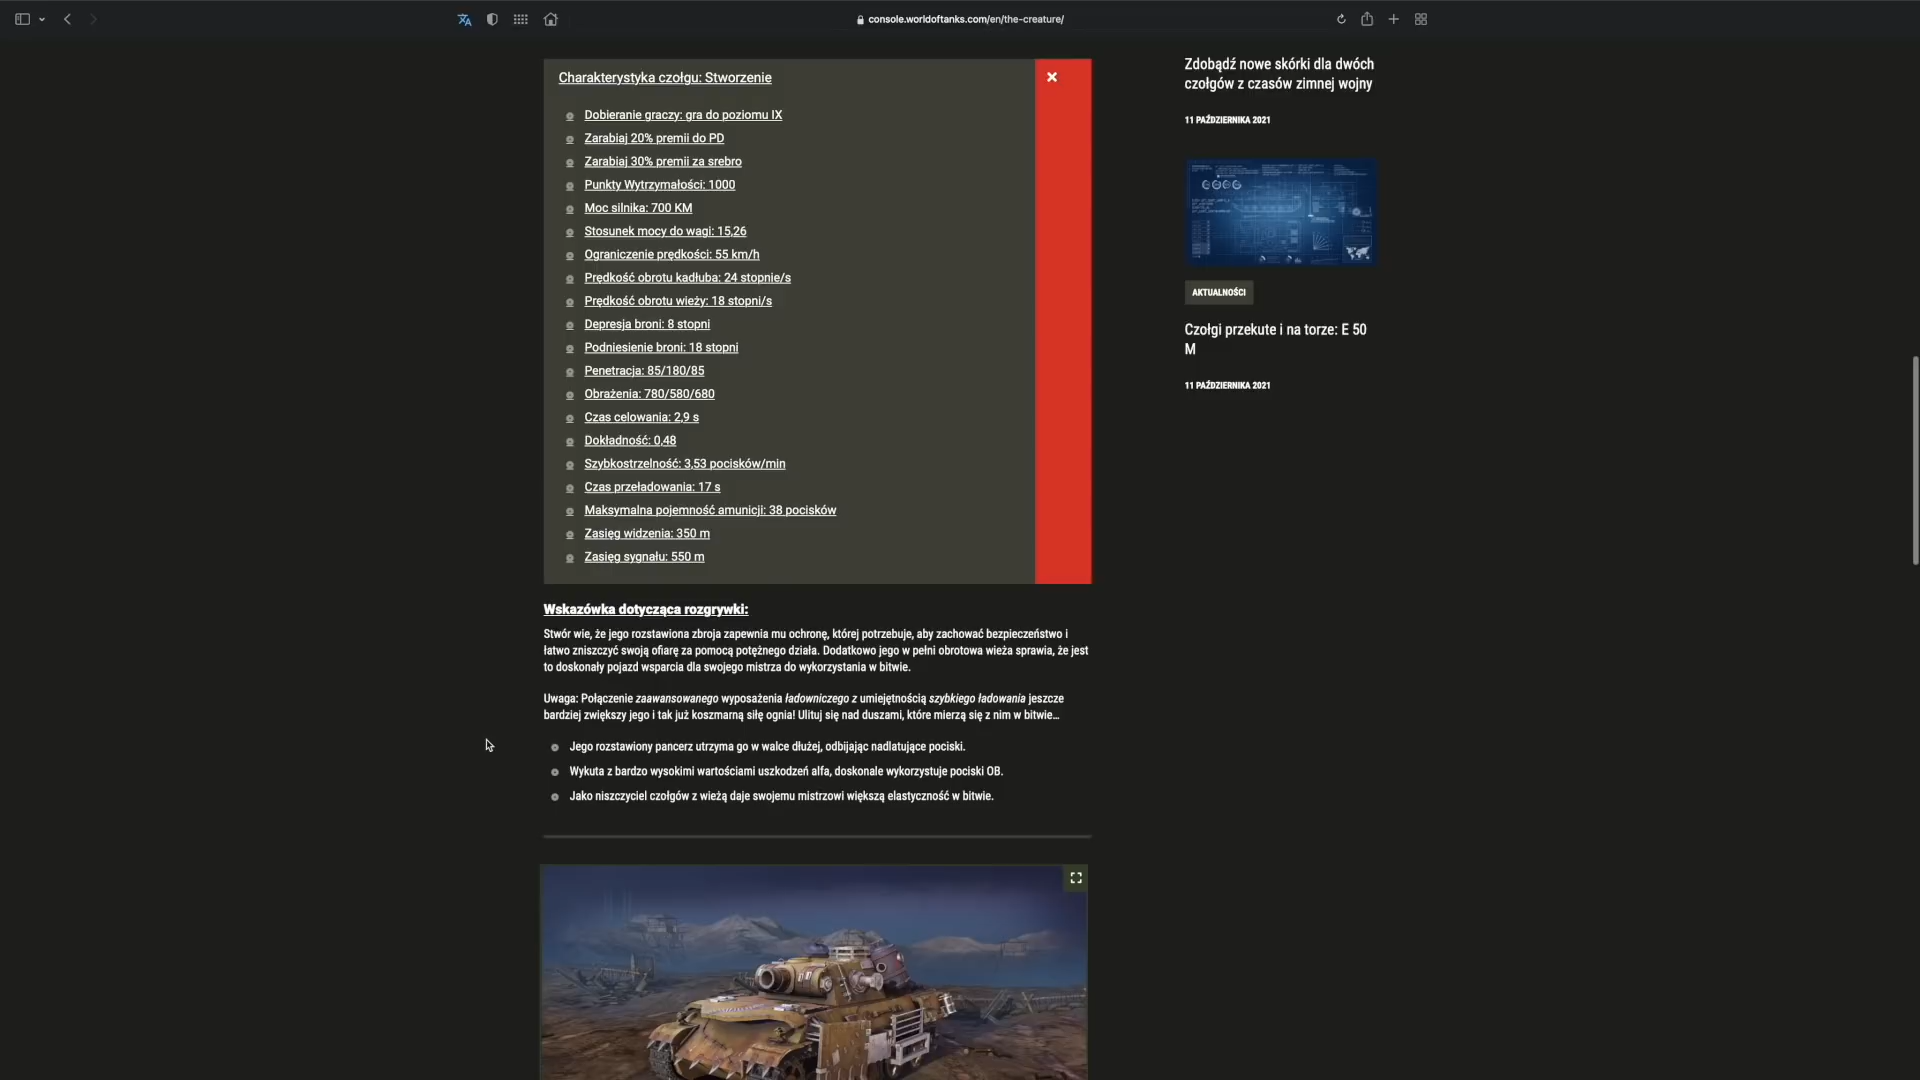 console.worldoftanks.com/en/the-creature/
Charakterystyka czołgu: Stworzenie
Dobieranie graczy: gra do poziomu IX
Zarabiaj 20% premii do PD
Zarabiaj 30% premii za srebro
Punkty Wytrzymałości: 1000
Moc silnika: 700 KM
Stosunek mocy do wagi: 15,26
Ograniczenie prędkości: 55 km/h
Prędkość obrotu kadłuba: 24 stopnie/s
Prędkość obrotu wieży: 18 stopni/s
Depresja broni: 8 stopni
Podniesienie broni: 18 stopni
Penetracja: 85/180/85
Obrażenia: 780/580/680
Czas celowania: 2,9 s
Dokładność: 0,48
Szybkostrzelność: 3,53 pocisków/min
Czas przeładowania: 17 s
Maksymalna pojemność amunicji: 38 pocisków
Zasięg widzenia: 350 m
Zasięg sygnału: 550 m
Wskazówka dotycząca rozgrywki:
Stwór wie, że jego rozstawiona zbroja zapewnia mu ochronę, której potrzebuje, aby zachować bezpieczeństwo i
łatwo zniszczyć swoją ofiarę za pomocą potężnego działa. Dodatkowo jego w pełni obrotowa wieża sprawia, że jest
to doskonały pojazd wsparcia dla swojego mistrza do wykorzystania w bitwie.
Uwaga: Połączenie zaawansowanego wyposażenia ładowniczego z umiejętnością szybkiego ładowania jeszcze
bardziej zwiększy jego i tak już koszmarną siłę ognia! Ulituj się nad duszami, które mierzą się z nim w bitwie...
Jego rozstawiony pancerz utrzyma go w walce dłużej, odbijając nadlatujące pociski.
Wykuta z bardzo wysokimi wartościami uszkodzeń alfa, doskonale wykorzystuje pociski OB.
Jako niszczyciel czołgów z wieżą daje swojemu mistrzowi większą elastyczność w bitwie.
Zdobądź nowe skórki dla dwóch
czołgów z czasów zimnej wojny
11 PAŹDZIERNIKA 2021
AKTUALNOŚCI
Czołgi przekute i na torze: E 50
M
11 PAŹDZIERNIKA 2021